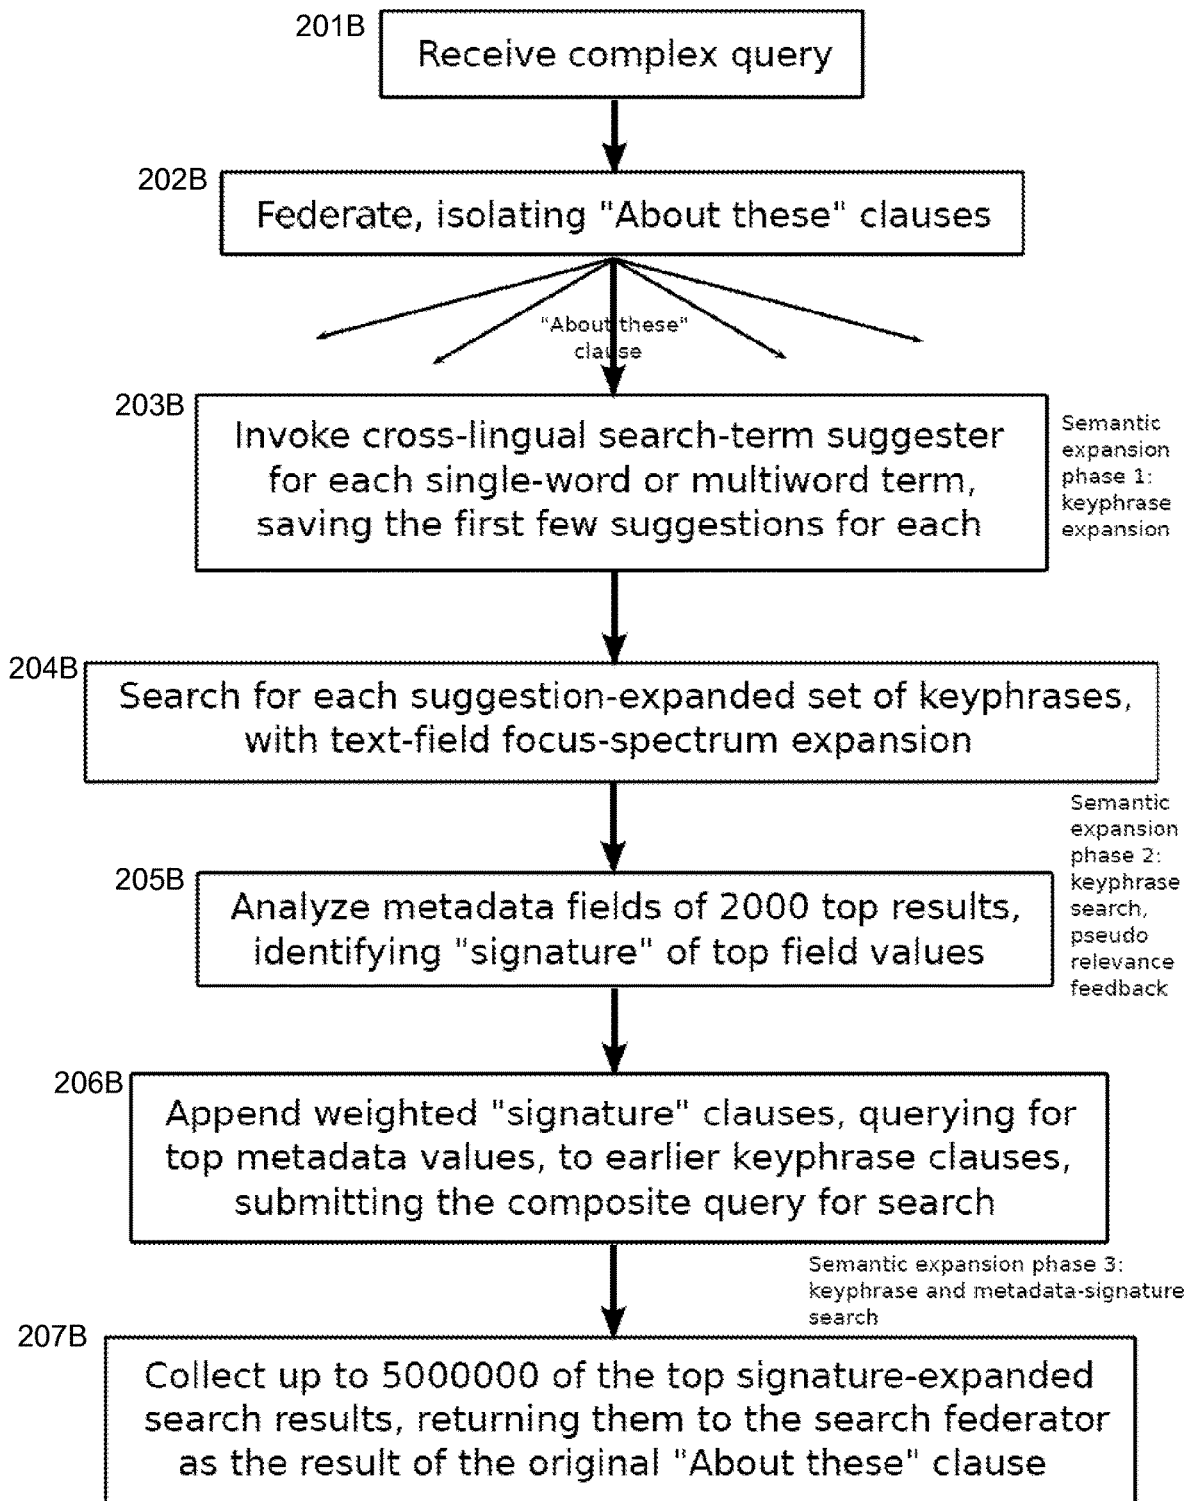 201B
Receive complex query
202B
Federate, isolating "About these" clauses
"About these"
clause
203B
Invoke cross-lingual search-term suggester
for each single-word or multiword term,
saving the first few suggestions for each
Semantic
expansion
phase 1:
keyphrase
expansion
204B
Search for each suggestion-expanded set of keyphrases,
with text-field focus-spectrum expansion
Semantic
expansion
phase 2:
keyphrase
search,
pseudo
relevance
feedback
205B
Analyze metadata fields of 2000 top results,
identifying "signature" of top field values
206B
Append weighted "signature" clauses, querying for
top metadata values, to earlier keyphrase clauses,
submitting the composite query for search
Semantic expansion phase 3:
keyphrase and metadata-signature
search
207B
Collect up to 5000000 of the top signature-expanded
search results, returning them to the search federator
as the result of the original "About these" clause